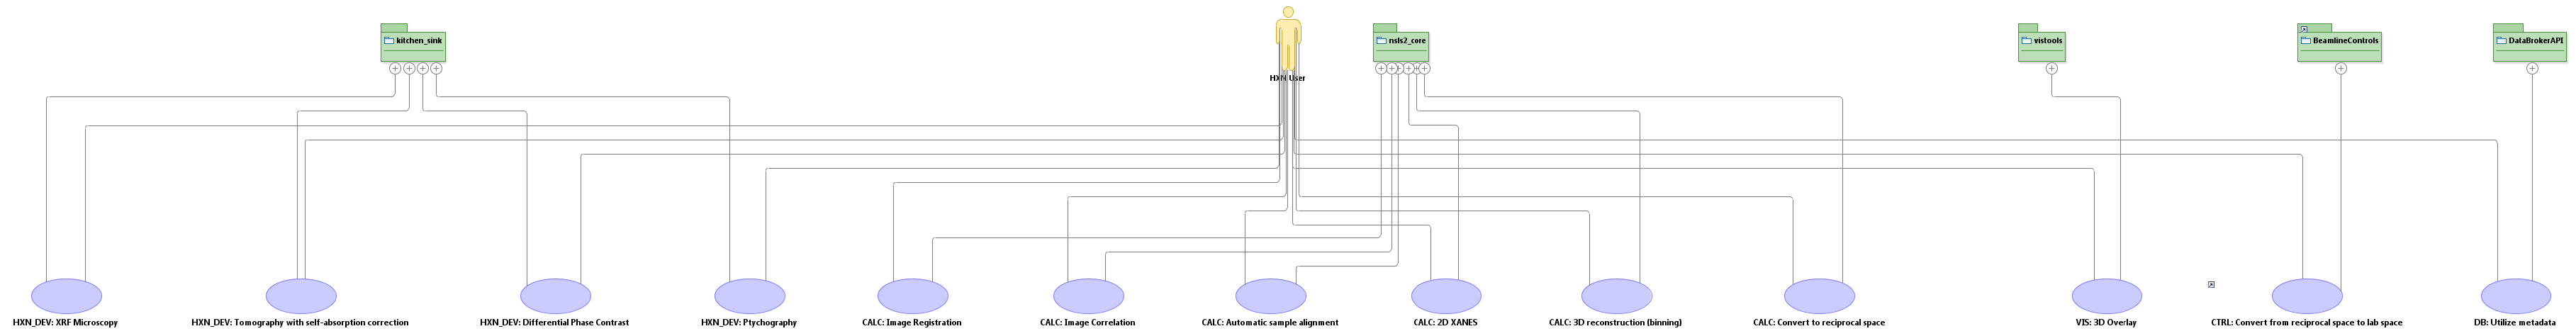 kitchen_sink
HXN User
nsls2_core
vistools
BeamlineControls
DataBrokerAPI
HXN_DEV: XRF Microscopy
HXN_DEV: Tomography with self-absorption correction
HXN_DEV: Differential Phase Contrast
HXN_DEV: Ptychography
CALC: Image Registration
CALC: Image Correlation
CALC: Automatic sample alignment
CALC: 2D XANES
CALC: 3D reconstruction (binning)
CALC: Convert to reciprocal space
VIS: 3D Overlay
CTRL: Convert from reciprocal space to lab space
DB: Utilize metadata